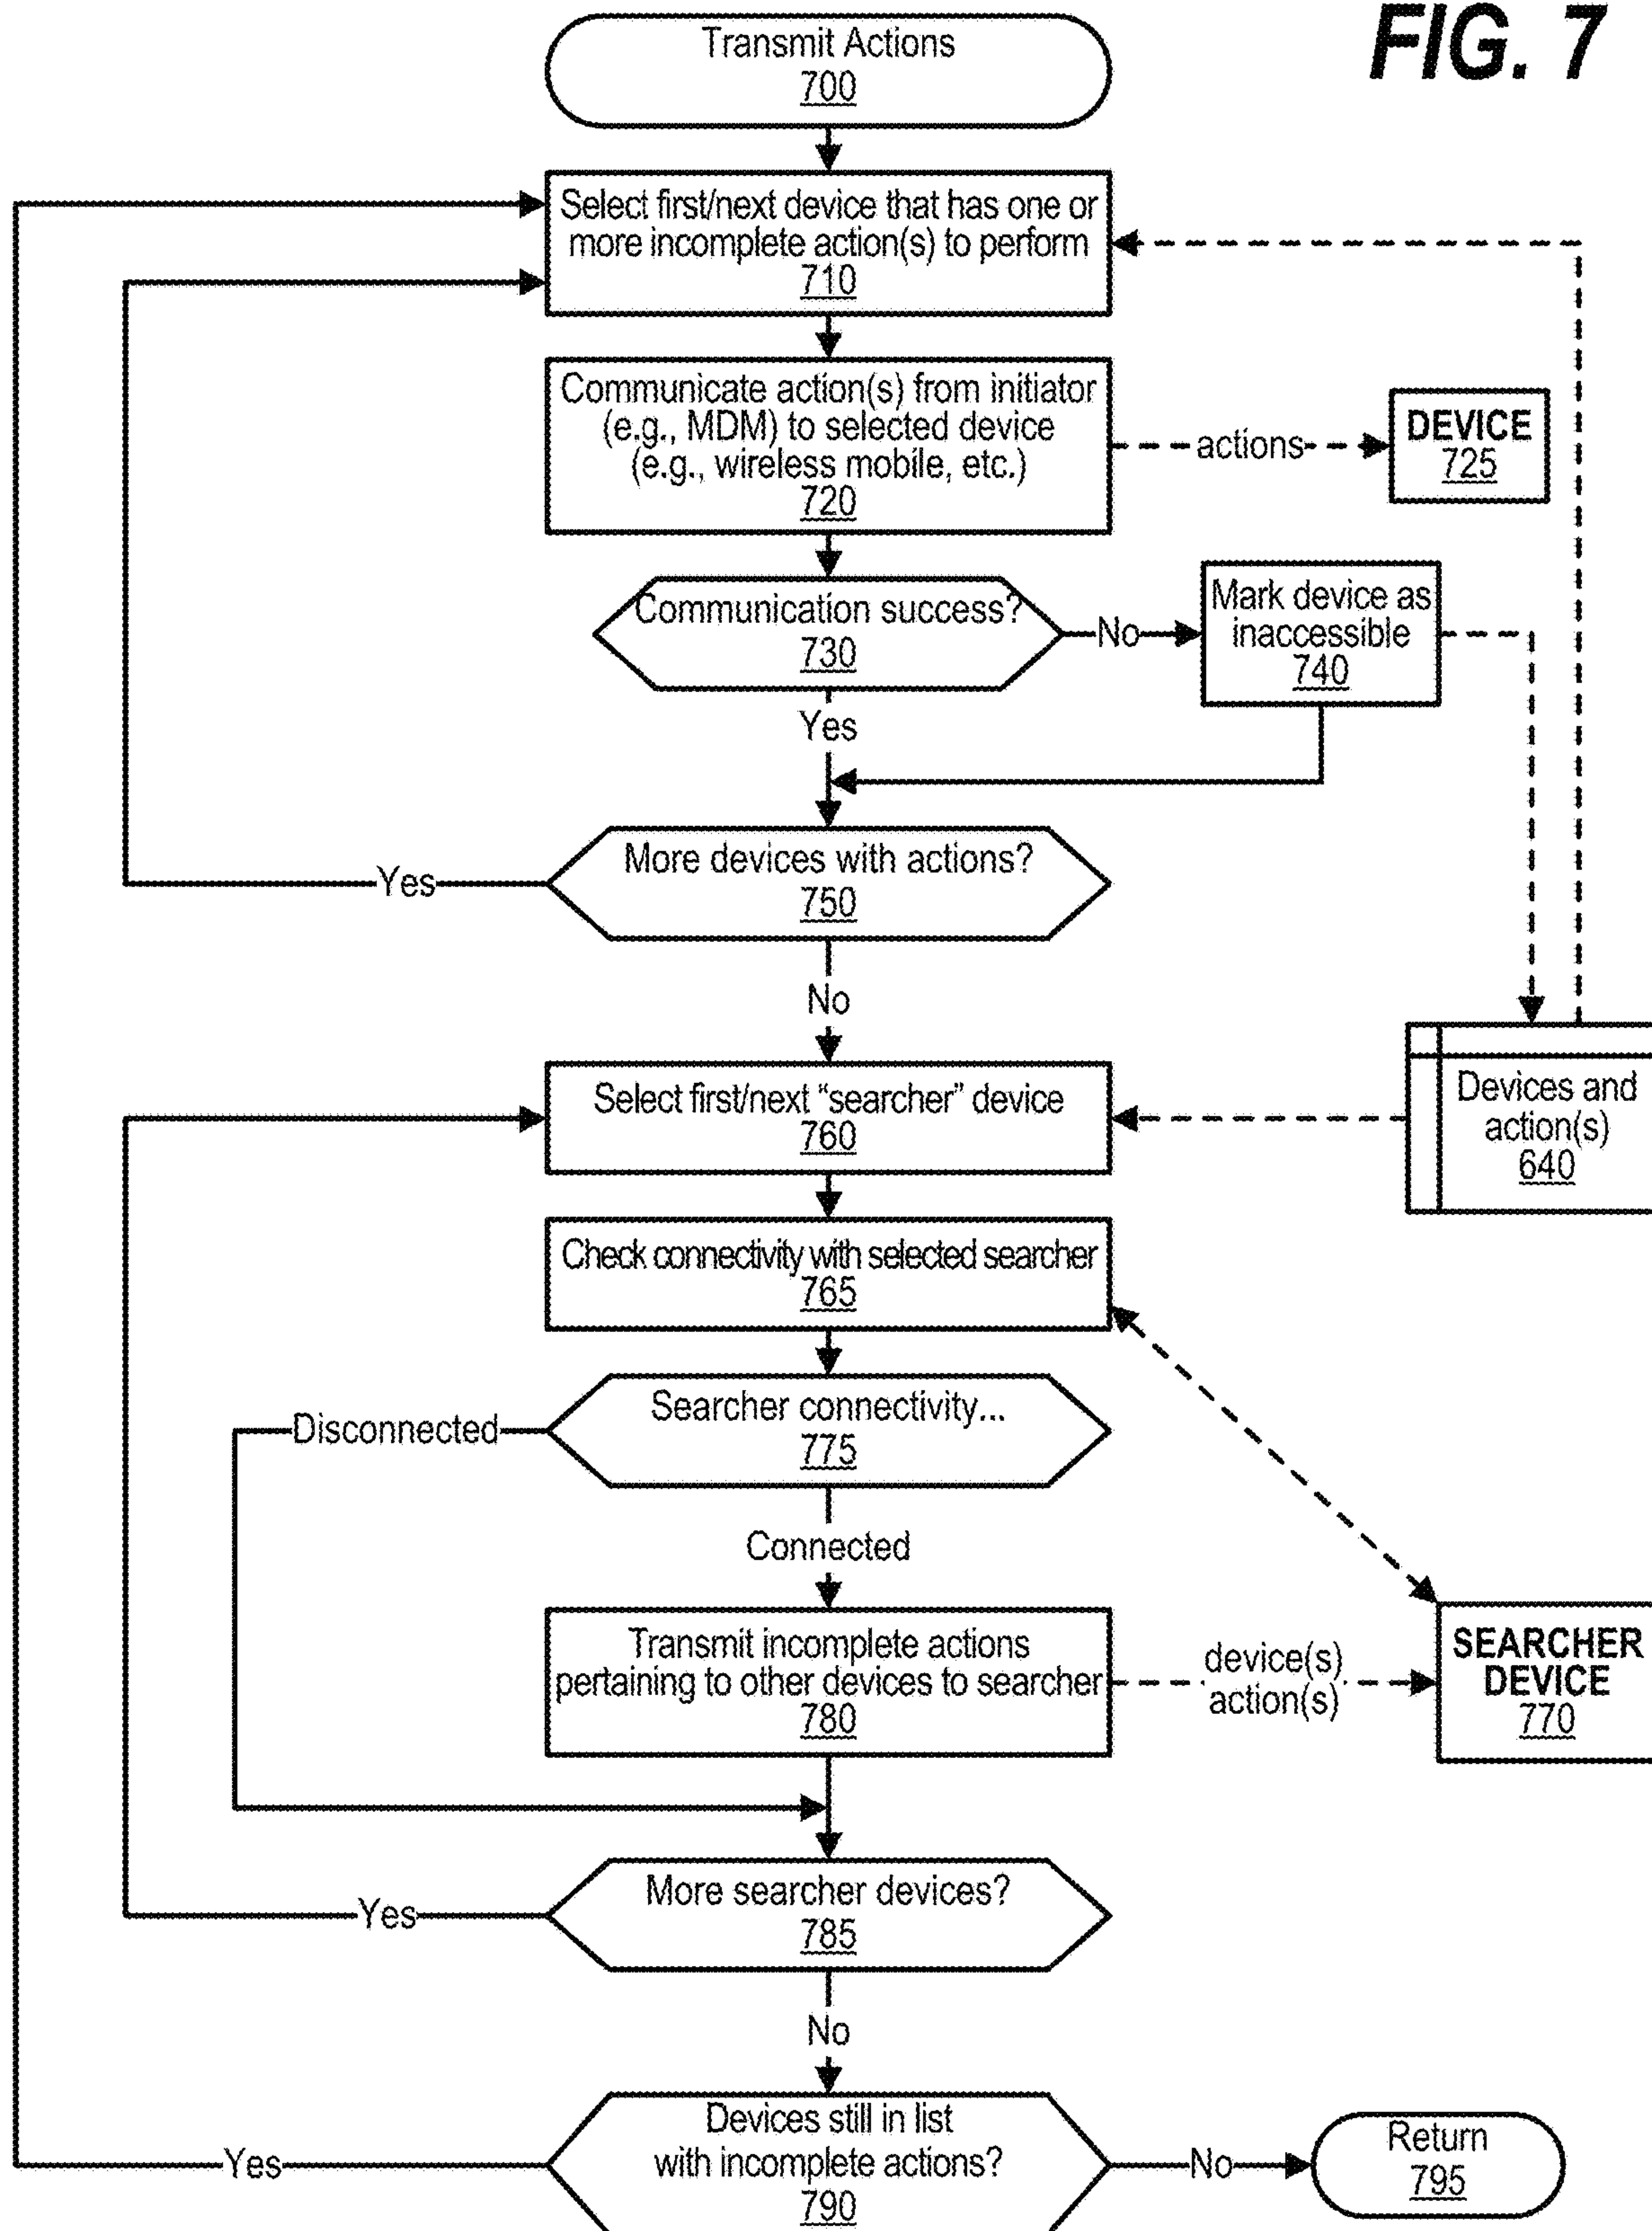 FIG. 7
Transmit Actions
700
Select first/next device that has one or
more incomplete action(s) to perform
710
Communicate action(s) from initiator
(e.g., MDM) to selected device
(e.g., wireless mobile, etc.)
720
actions
DEVICE
725
Communication success?
730
No
Mark device as
inaccessible
740
Yes
More devices with actions?
750
Yes
No
Select first/next “searcher” device
760
Devices and
action(s)
640
Check connectivity with selected searcher
765
Searcher connectivity...
775
Disconnected
Connected
Transmit incomplete actions
pertaining to other devices to searcher
780
device(s)
action(s)
SEARCHER
DEVICE
770
More searcher devices?
785
Yes
No
Devices still in list
with incomplete actions?
790
Yes
No
Return
795